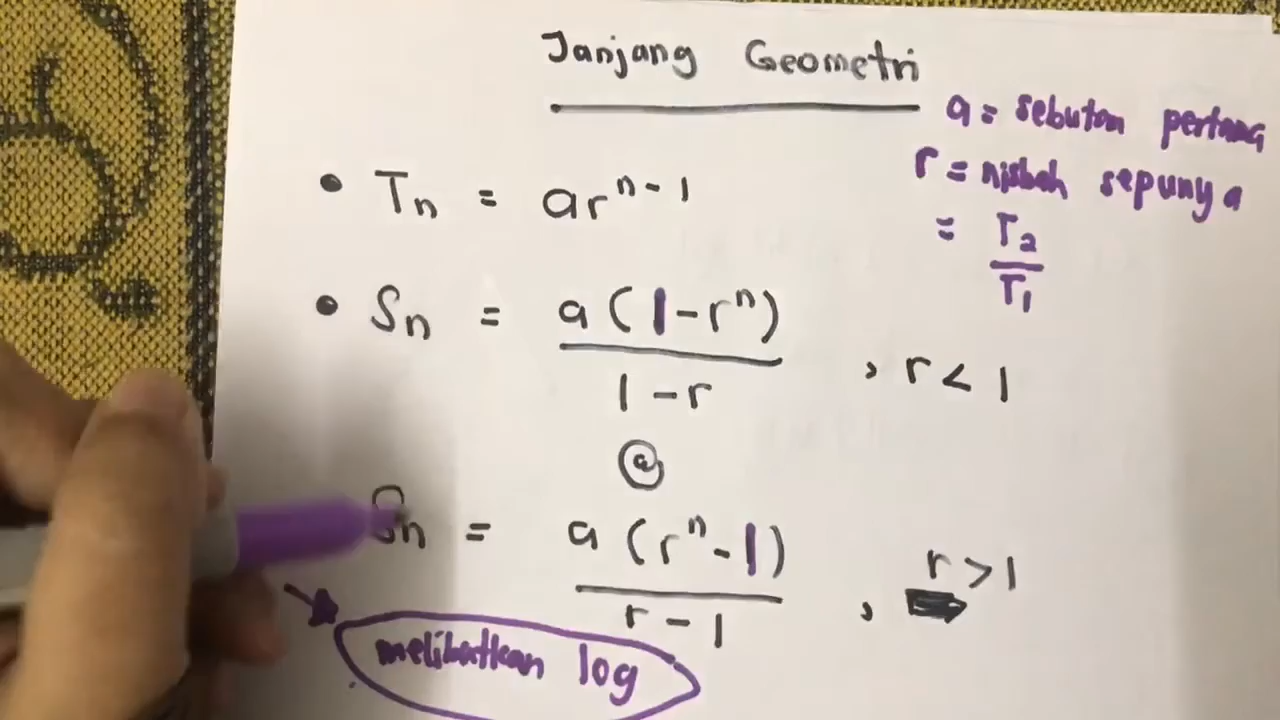 Janjang Geometri
a = sebutan pertama
r = nisbah sepunya
= T2/T1
• Tn = ar^n-1
• Sn = a(1-r^n)/1-r , r < 1
@
Sn = a(r^n-1)/r-1 , r > 1
melibatkan log